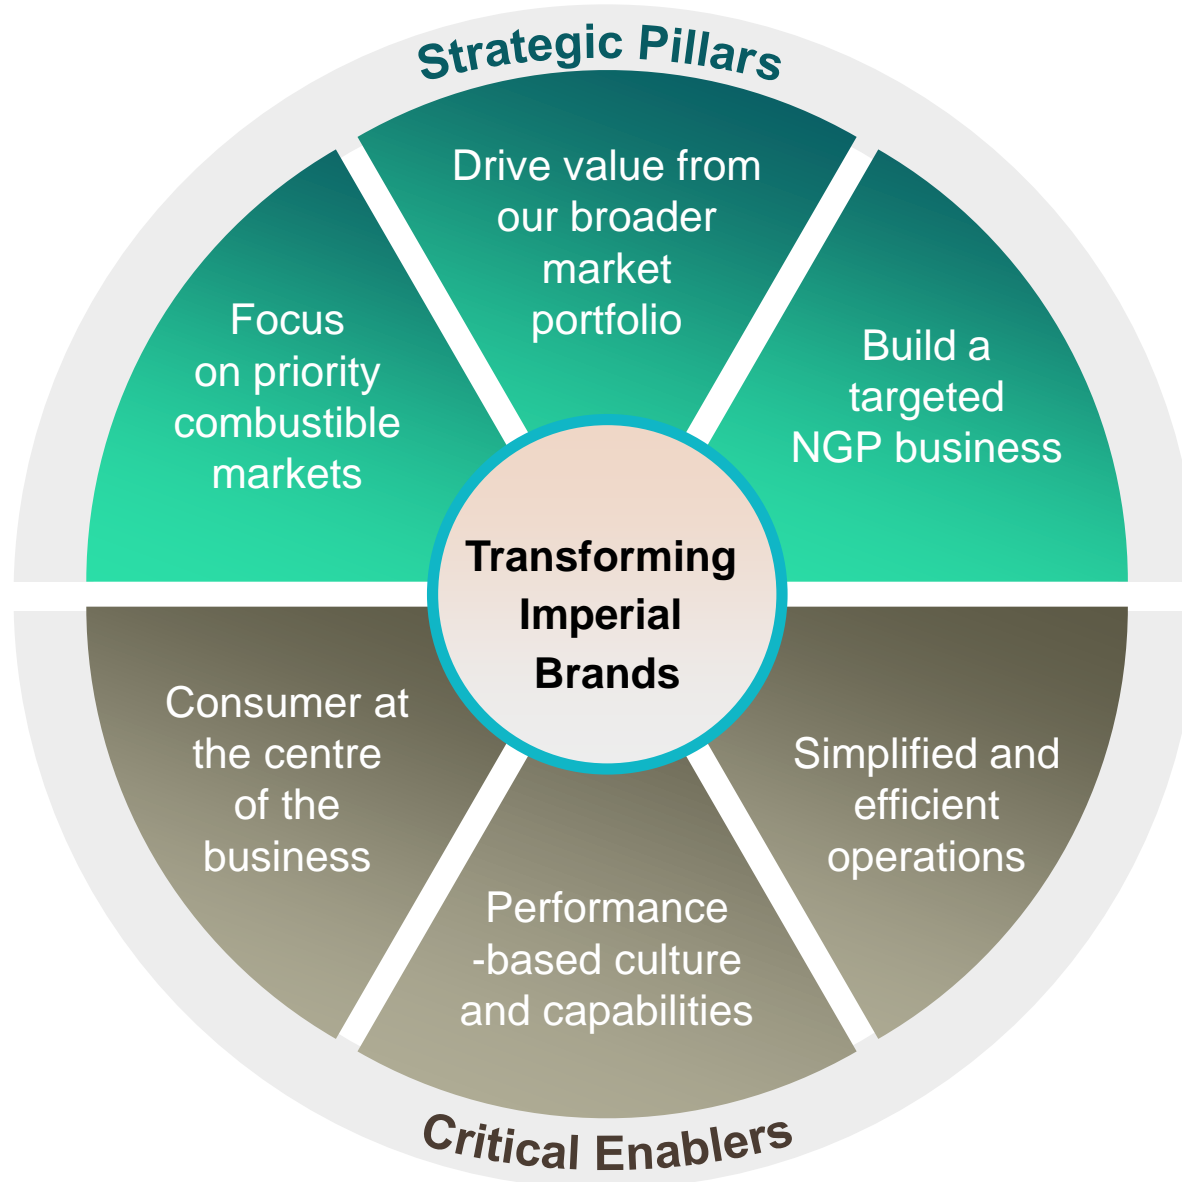 Strategic Pillars
Focus
on priority
combustible
markets
Drive value from
our broader
market
portfolio
Build a
targeted
NGP business
Transforming
Imperial
Brands
Consumer at
the centre
of the
business
Performance
-based culture
and capabilities
Simplified and
efficient
operations
Critical Enablers